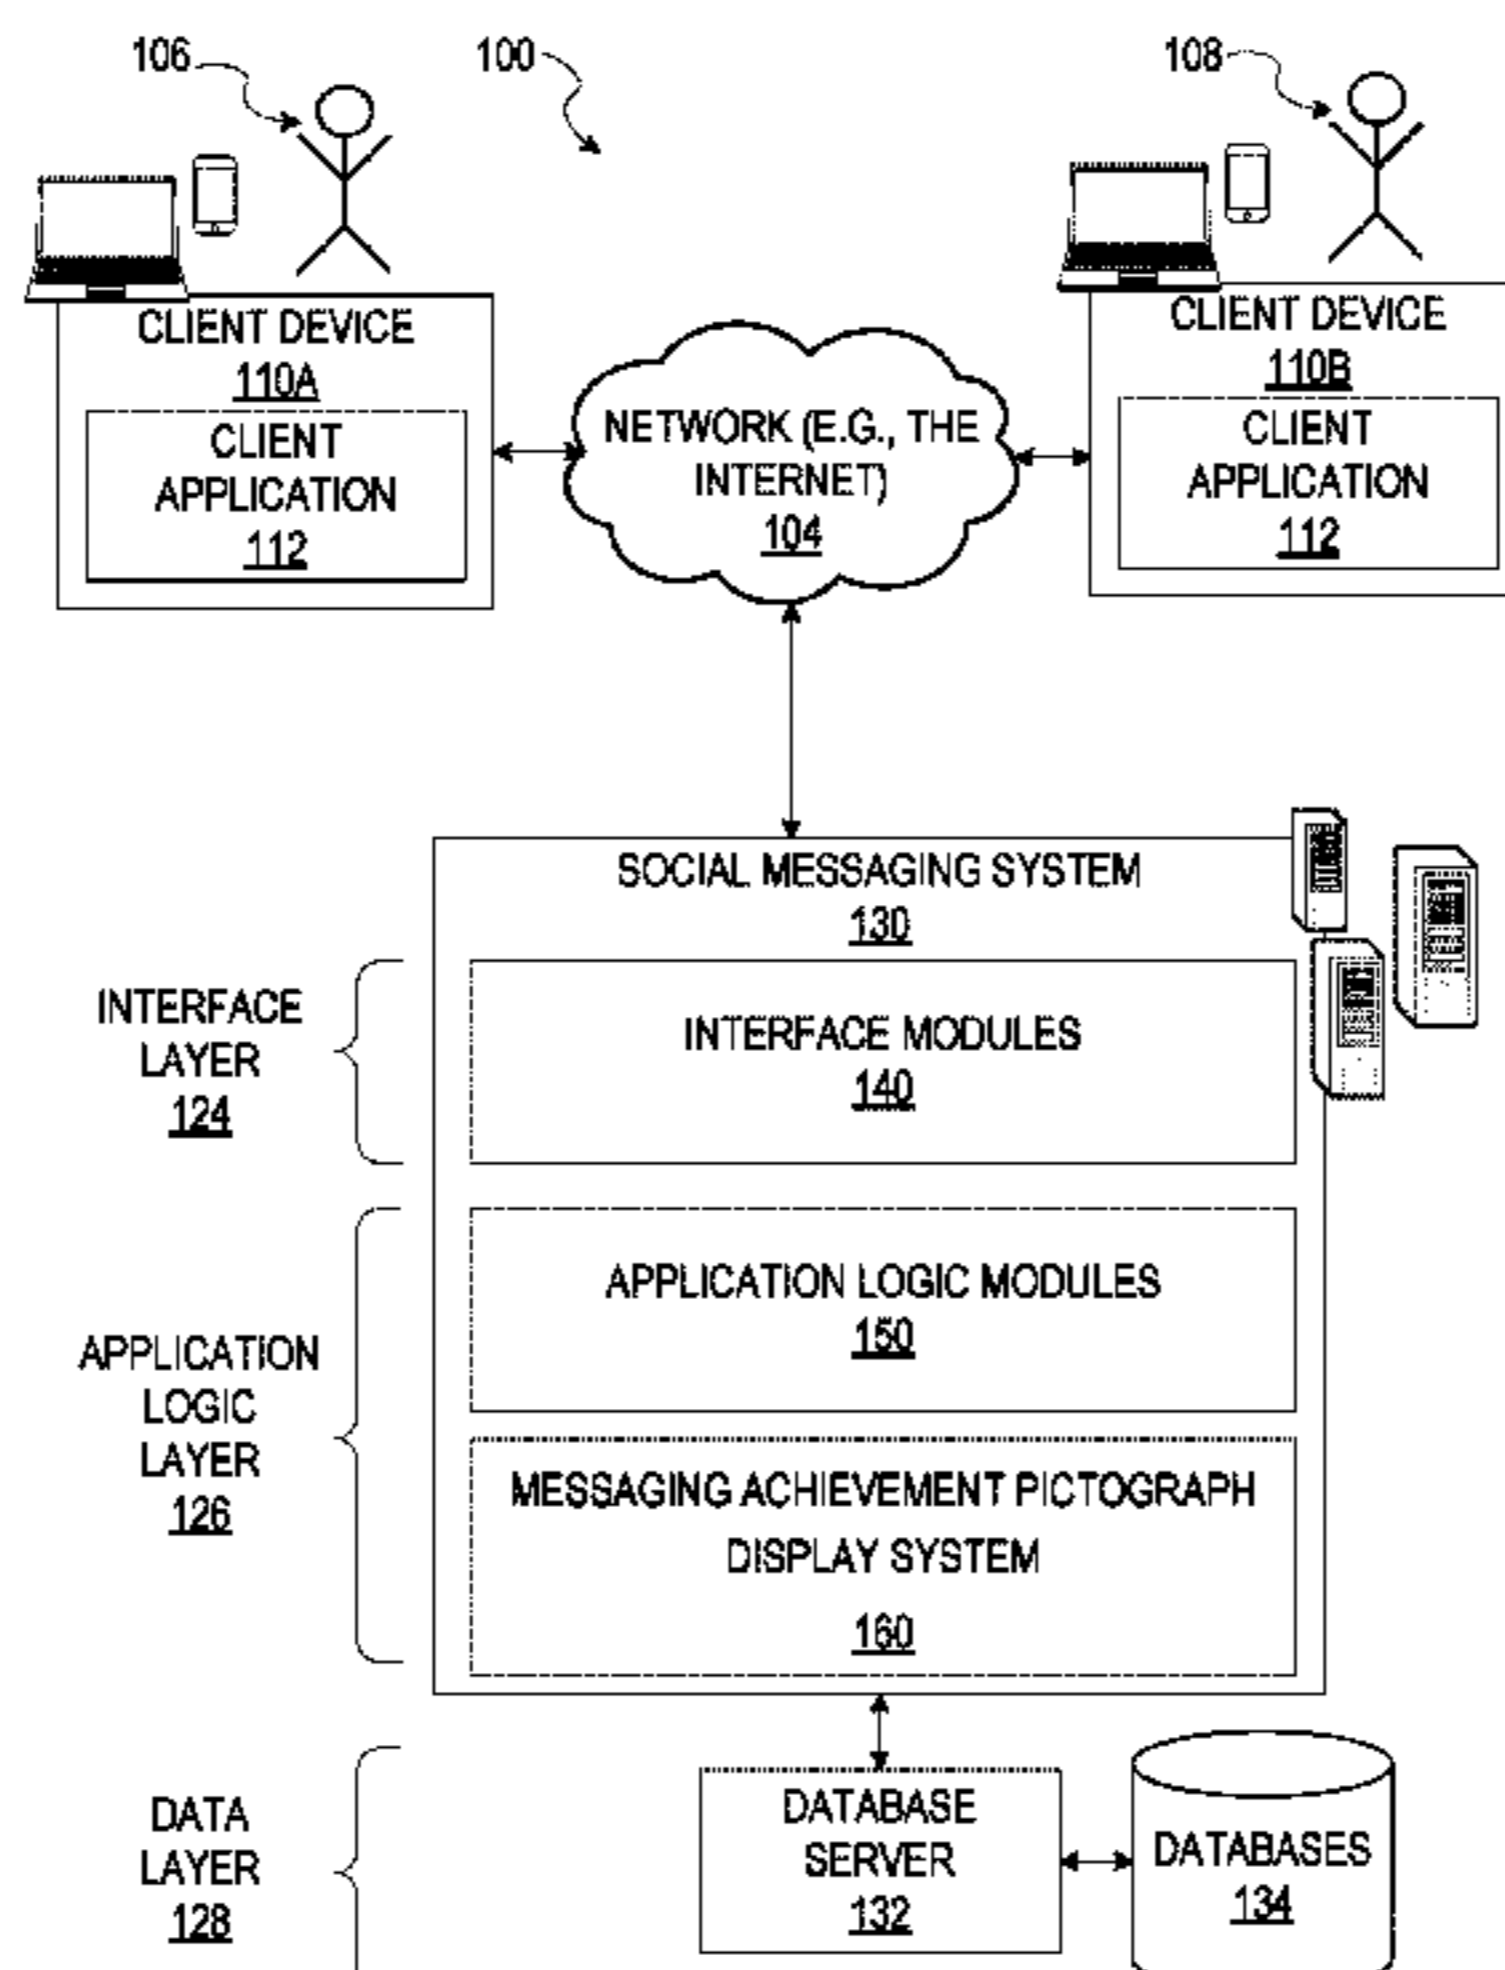 106
100
108
CLIENT DEVICE
110A
CLIENT
APPLICATION
112
NETWORK (E.G., THE
INTERNET)
104
CLIENT DEVICE
110B
CLIENT
APPLICATION
112
SOCIAL MESSAGING SYSTEM
130
INTERFACE
LAYER
124
INTERFACE MODULES
140
APPLICATION
LOGIC
LAYER
126
APPLICATION LOGIC MODULES
150
MESSAGING ACHIEVEMENT PICTOGRAPH
DISPLAY SYSTEM
160
DATA
LAYER
128
DATABASE
SERVER
132
DATABASES
134